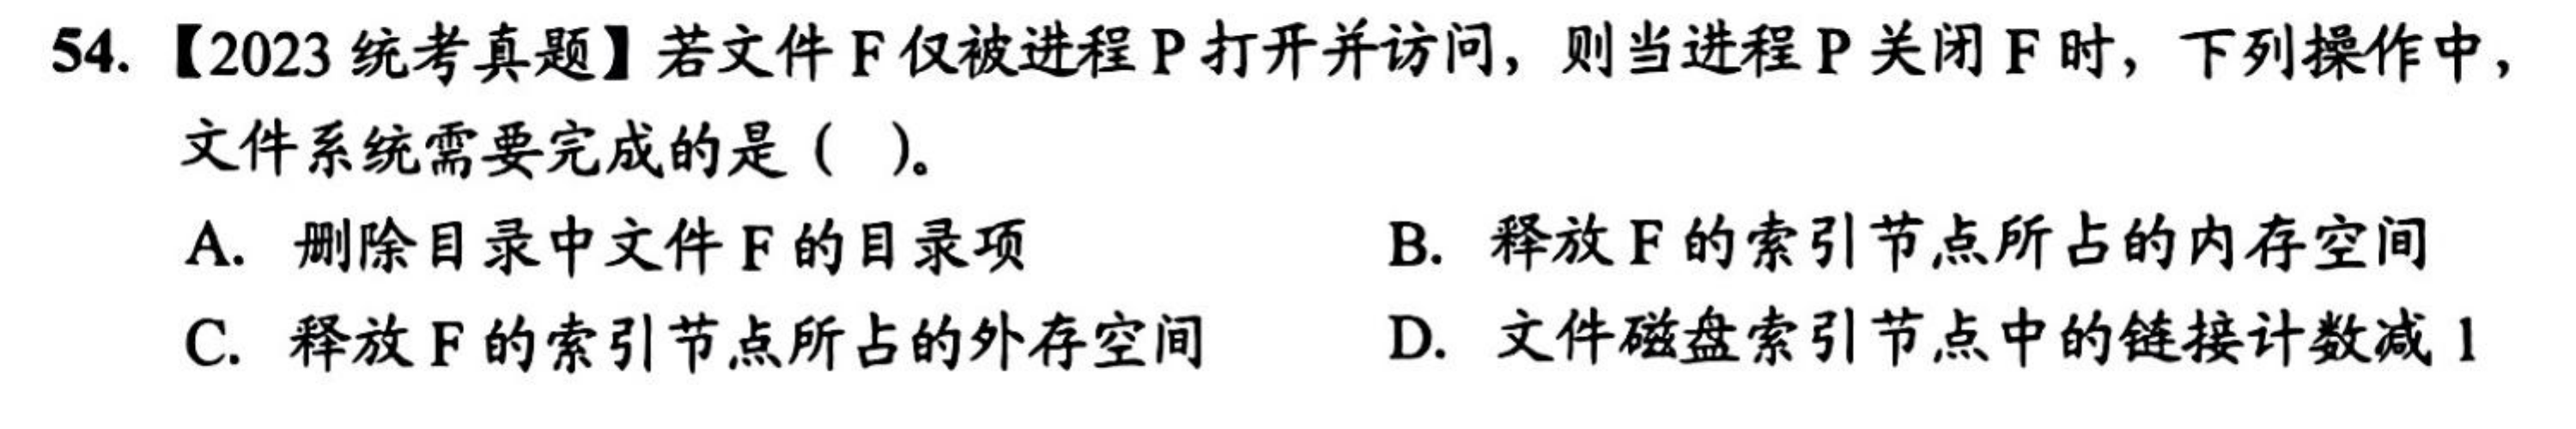 54. 【2023 统考真题】若文件 F 仅被进程 P 打开并访问，则当进程 P 关闭 F 时，下列操作中，
文件系统需要完成的是（ ）。
A. 删除目录中文件 F 的目录项 B. 释放 F 的索引节点所占的内存空间
C. 释放 F 的索引节点所占的外存空间 D. 文件磁盘索引节点中的链接计数减 1